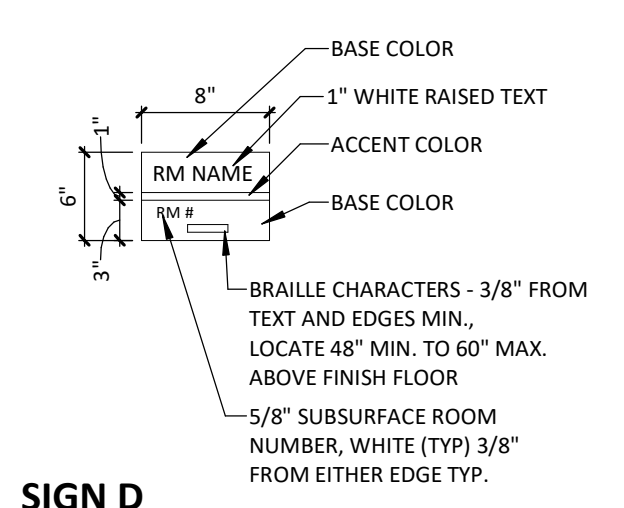 BASE COLOR
8"
1" WHITE RAISED TEXT
1"
ACCENT COLOR
RM NAME
6"
BASE COLOR
RM #
3"
BRAILLE CHARACTERS - 3/8" FROM
TEXT AND EDGES MIN.,
LOCATE 48" MIN. TO 60" MAX.
ABOVE FINISH FLOOR
5/8" SUBSURFACE ROOM
NUMBER, WHITE (TYP) 3/8"
FROM EITHER EDGE TYP.
SIGN D